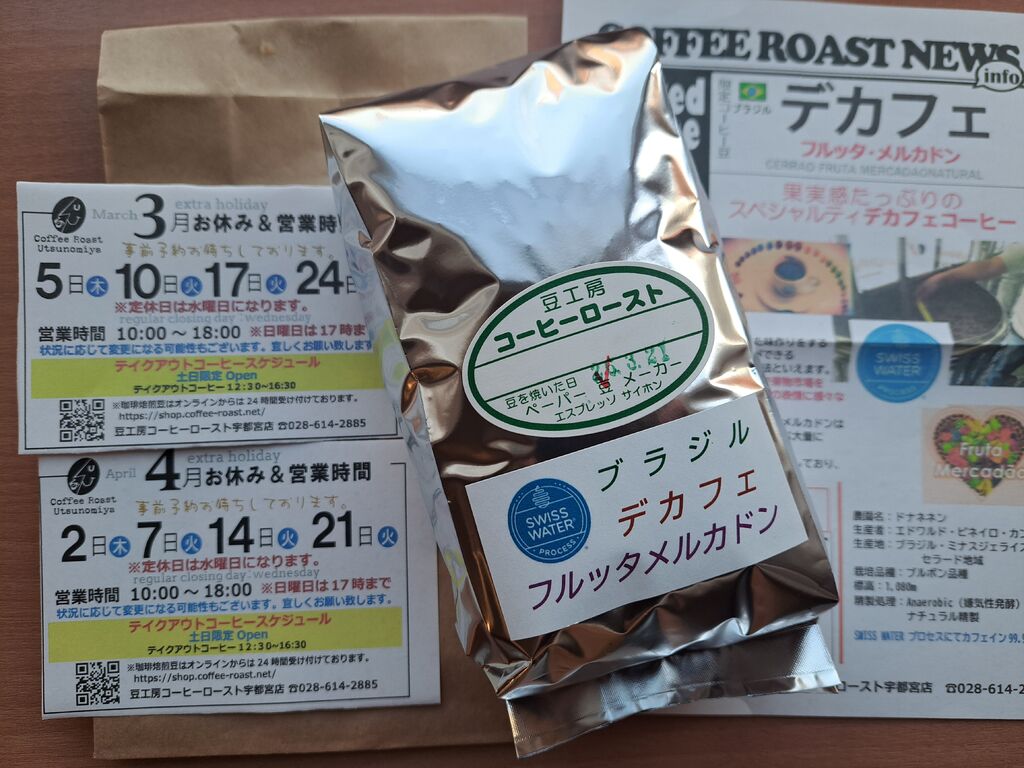 Coffee Roast
Utsunomiya
March 3月 extra holiday
お休み&営業時
事前予約お待ちしております。
5日木 10日火 17日火 24日
※定休日は水曜日になります。
regular closing day:wednesday
営業時間 10:00～18:00 ※日曜日は17時ま
状況に応じて変更になる可能性もございます。宜しくお願い致します
テイクアウトコーヒースケジュール
土日限定 Open
テイクアウトコーヒー 12:30~16:30
※珈琲焙煎豆はオンラインからは24時間受け付けております。
https://shop.coffee-roast.net/
豆工房コーヒーロースト宇都宮店 ☎028-614-2885
Coffee Roast
Utsunomiya
April 4月 extra holiday
お休み&営業時間
事前予約お待ちしております。
2日木 7日火 14日火 21日火
※定休日は水曜日になります。
regular closing day:wednesday
営業時間 10:00～18:00 ※日曜日は17時まで
状況に応じて変更になる可能性もございます。宜しくお願い致します。
テイクアウトコーヒースケジュール
土日限定 Open
テイクアウトコーヒー 12:30~16:30
※珈琲焙煎豆はオンラインからは24時間受け付けております。
https://shop.coffee-roast.net/
豆工房コーヒーロースト宇都宮店 ☎028-614-2885
豆工房
コーヒーロースト
豆を焼いた日 3.21
ペーパー メーカー
エスプレッソ サイホン
SWISS
WATER
PROCESS
ブラジル
デカフェ
フルッタメルカドン
COFFEE ROAST NEWS
info
限定コーヒー豆
ブラジル
デカフェ
フルッタ・メルカドン
CERRAO FRUTA MERCADAONATURAL
果実感たっぷりの
スペシャルティデカフェコーヒー
SWISS
WATER
Fruta
Mercadão
農園名：ドナネネン
生産者：エドワルド・ピネイロ・カン
生産地：ブラジル・ミナスジェライス
セラード地域
栽培品種：ブルボン品種
標高：1,080m
精製処理：Anaerobic（嫌気性発酵）
ナチュラル精製
SWISS WATER プロセスにてカフェイン99.9
ーロースト宇都宮店 ☎028-614-2